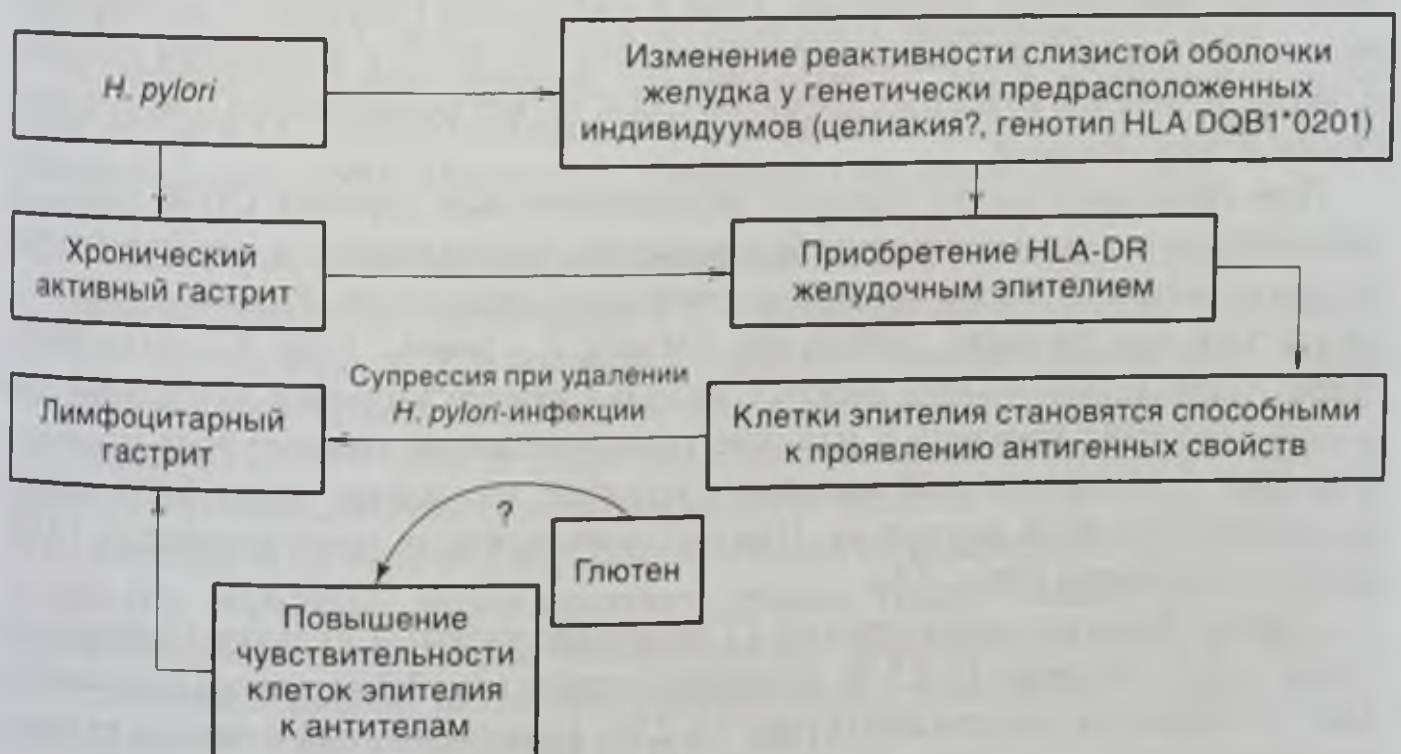 H. pylori
Изменение реактивности слизистой оболочки
желудка у генетически предрасположенных
индивидуумов (целиакия?, генотип HLA DQB1*0201)
Хронический
активный гастрит
Приобретение HLA-DR
желудочным эпителием
Супрессия при удалении
H. pylori-инфекции
Лимфоцитарный
гастрит
Клетки эпителия становятся способными
к проявлению антигенных свойств
?
Глютен
Повышение
чувствительности
клеток эпителия
к антителам